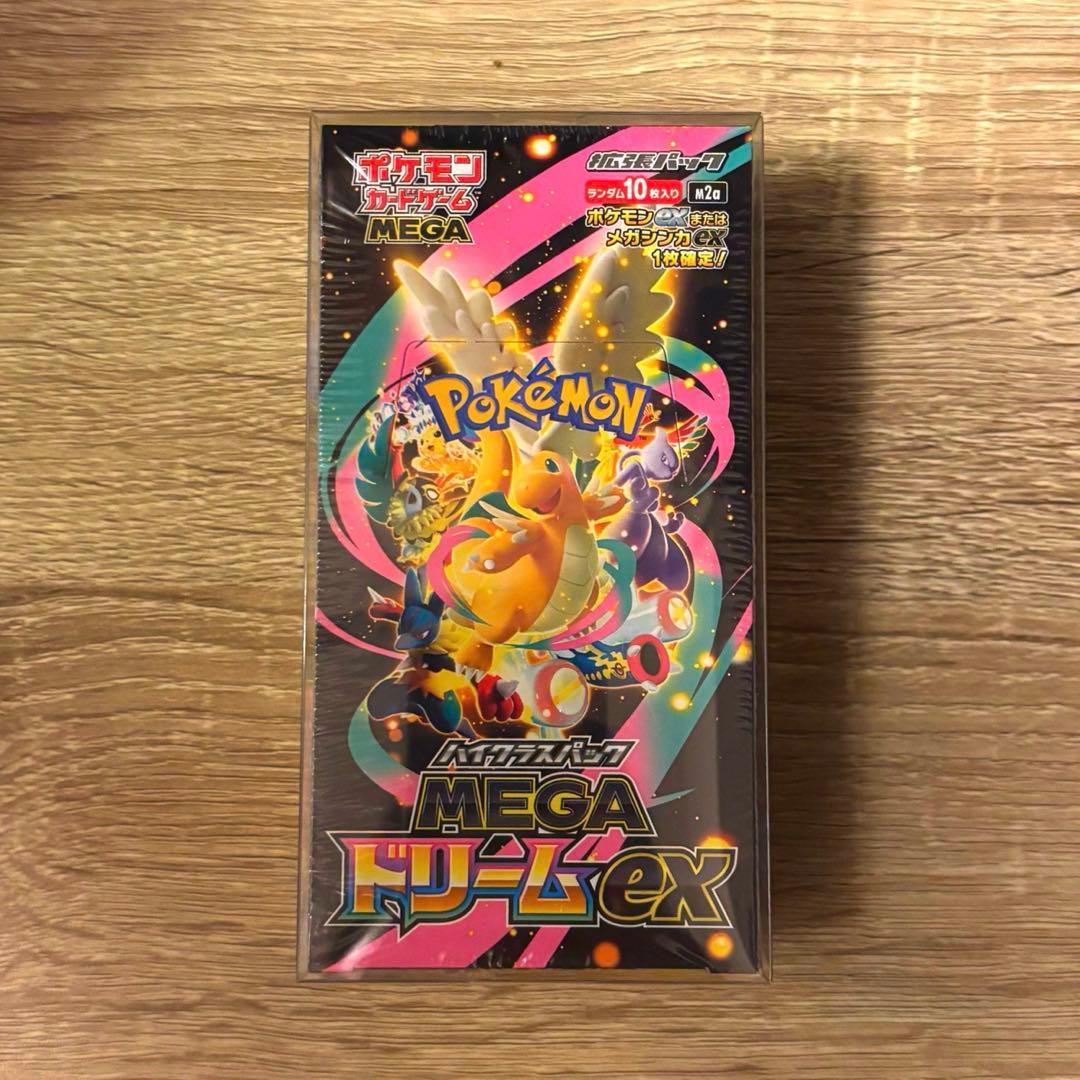 ポケモン
カードゲーム
MEGA
拡張パック
ランダム10枚入り M2a
ポケモンexまたは
メガシンカex
1枚確定!
POKéMON
TM
ハイクラスパック
MEGA
ドリームex